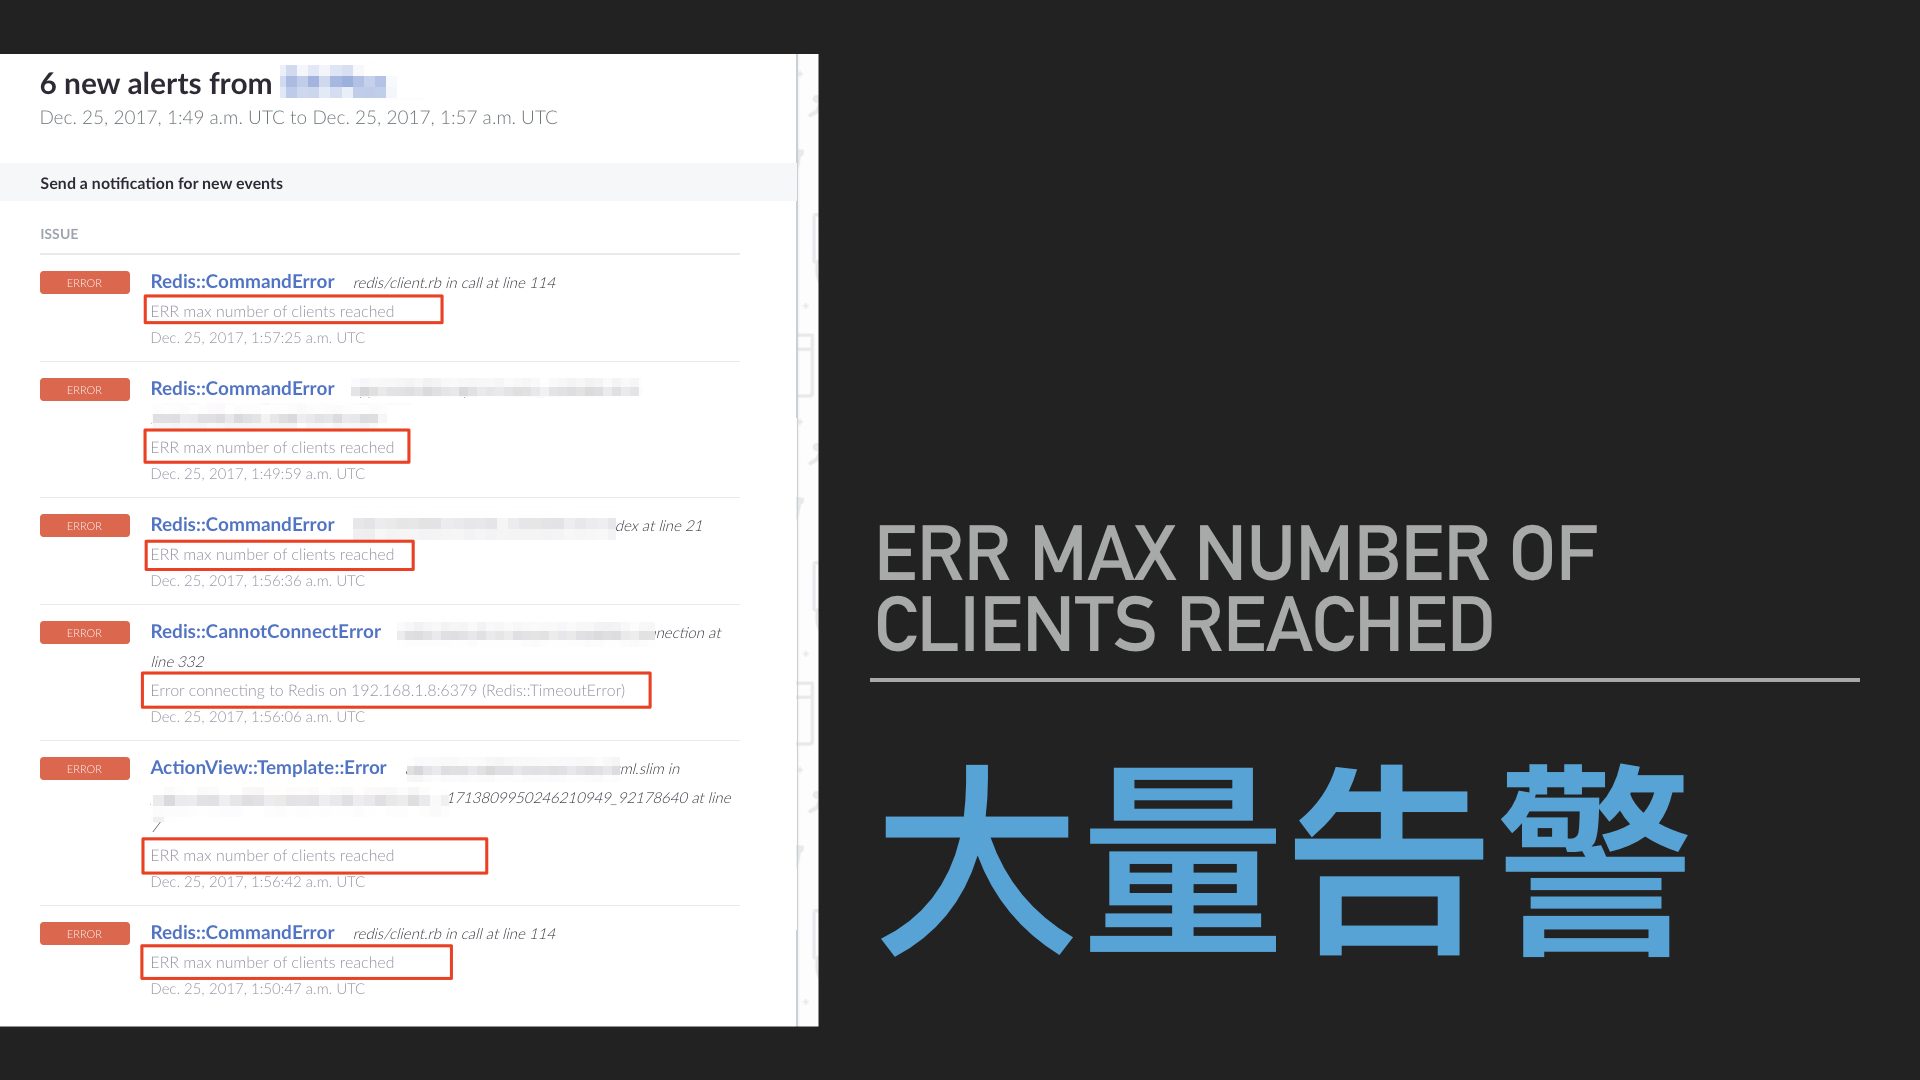 6 new alerts from
Dec. 25, 2017, 1:49 a.m. UTC to Dec. 25, 2017, 1:57 a.m. UTC
Send a notification for new events
ISSUE
ERROR
Redis::CommandError redis/client.rb in call at line 114
ERR max number of clients reached
Dec. 25, 2017, 1:57:25 a.m. UTC
ERROR
Redis::CommandError
ERR max number of clients reached
Dec. 25, 2017, 1:49:59 a.m. UTC
ERROR
Redis::CommandError dex at line 21
ERR max number of clients reached
Dec. 25, 2017, 1:56:36 a.m. UTC
ERROR
Redis::CannotConnectError nnection at
line 332
Error connecting to Redis on 192.168.1.8:6379 (Redis::TimeoutError)
Dec. 25, 2017, 1:56:06 a.m. UTC
ERROR
ActionView::Template::Error ml.slim in
1713809950246210949_92178640 at line
7
ERR max number of clients reached
Dec. 25, 2017, 1:56:42 a.m. UTC
ERROR
Redis::CommandError redis/client.rb in call at line 114
ERR max number of clients reached
Dec. 25, 2017, 1:50:47 a.m. UTC
ERR MAX NUMBER OF
CLIENTS REACHED
大量告警